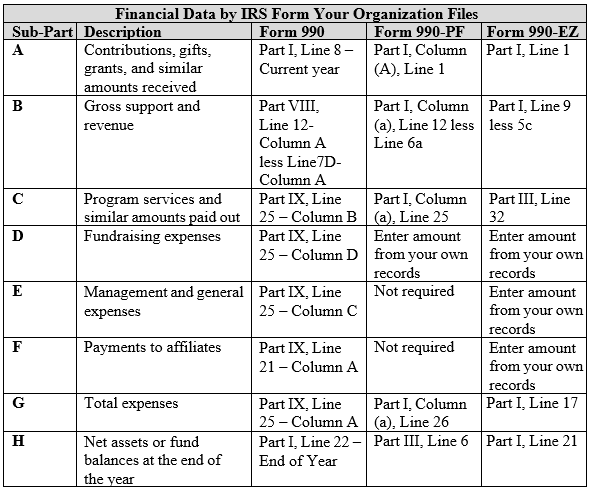 Financial Data by IRS Form Your Organization Files
Sub-Part Description Form 990 Form 990-PF Form 990-EZ
A Contributions, gifts, Part I, Line 8 – Part I, Column Part I, Line 1
grants, and similar Current year (A), Line 1
amounts received
B Gross support and Part VIII, Part I, Column Part I, Line 9
revenue Line 12- (a), Line 12 less less 5c
Column A Line 6a
less Line7D-
Column A
C Program services and Part IX, Line Part I, Column Part III, Line
similar amounts paid out 25 – Column B (a), Line 25 32
D Fundraising expenses Part IX, Line Enter amount Enter amount
25 – Column D from your own from your own
records records
E Management and general Part IX, Line Not required Enter amount
expenses 25 – Column C from your own
records
F Payments to affiliates Part IX, Line Not required Enter amount
21 – Column A from your own
records
G Total expenses Part IX, Line Part I, Column Part I, Line 17
25 – Column A (a), Line 26
H Net assets or fund Part I, Line 22 – Part III, Line 6 Part I, Line 21
balances at the end of End of Year
the year